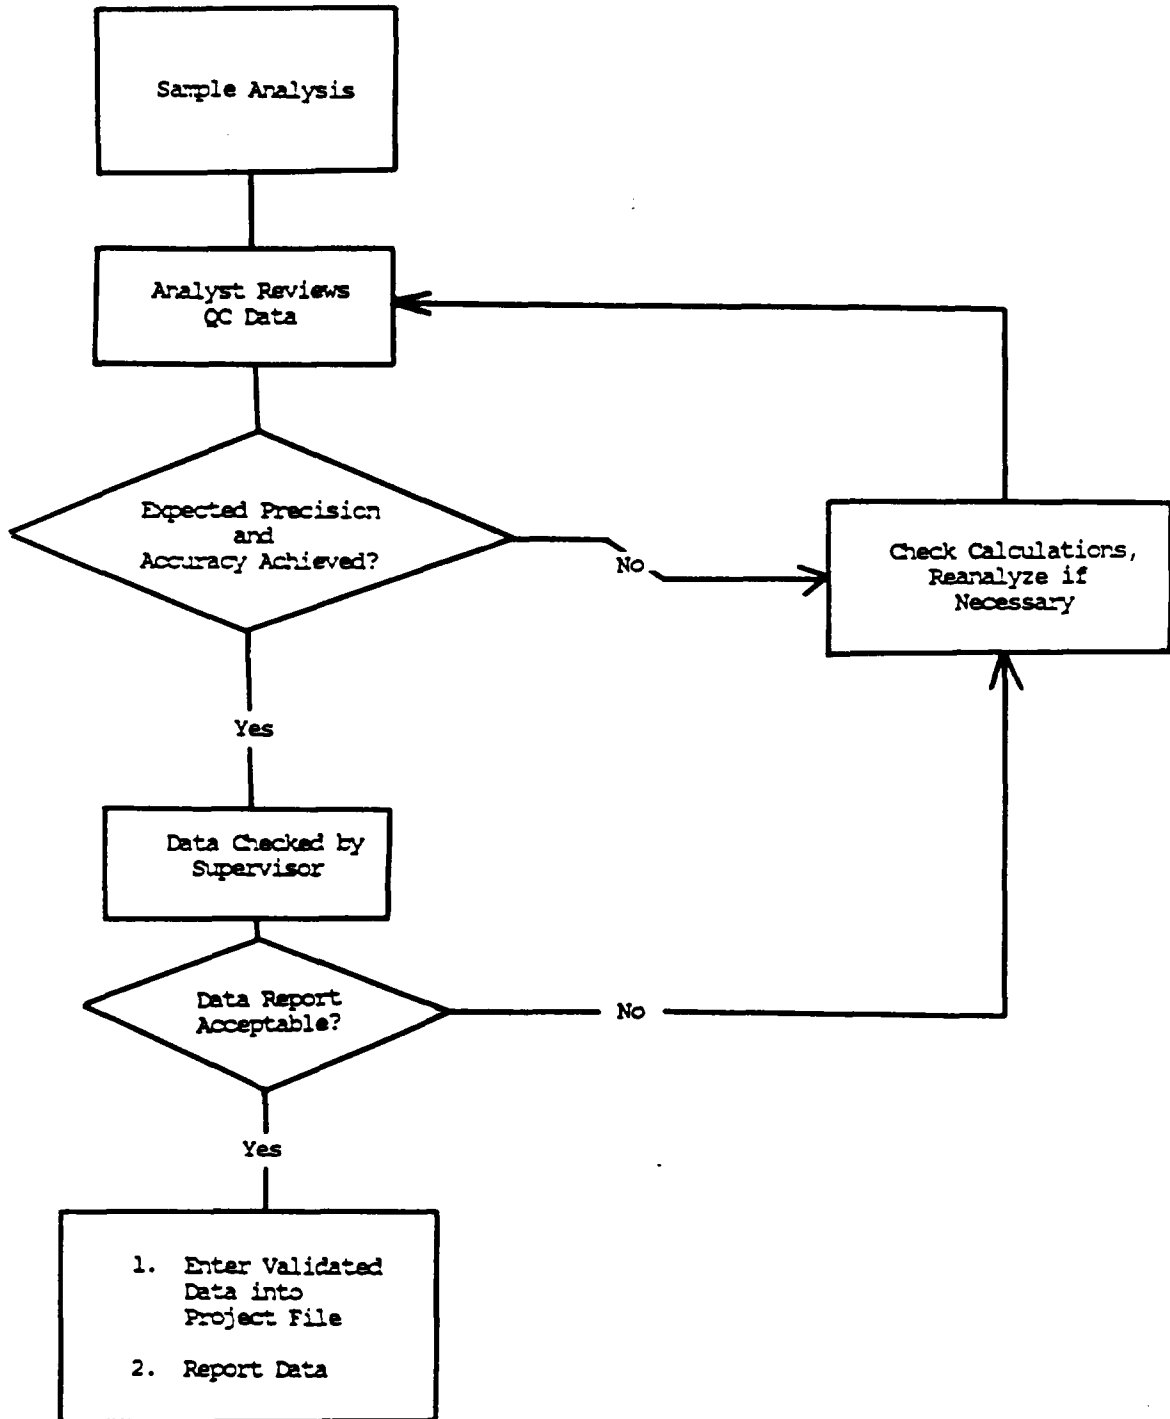 Sample Analysis
Analyst Reviews
QC Data
Expected Precision
and
Accuracy Achieved?
No
Check Calculations,
Reanalyze if
Necessary
Yes
Data Checked by
Supervisor
Data Report
Acceptable?
No
Yes
1. Enter Validated
Data into
Project File
2. Report Data